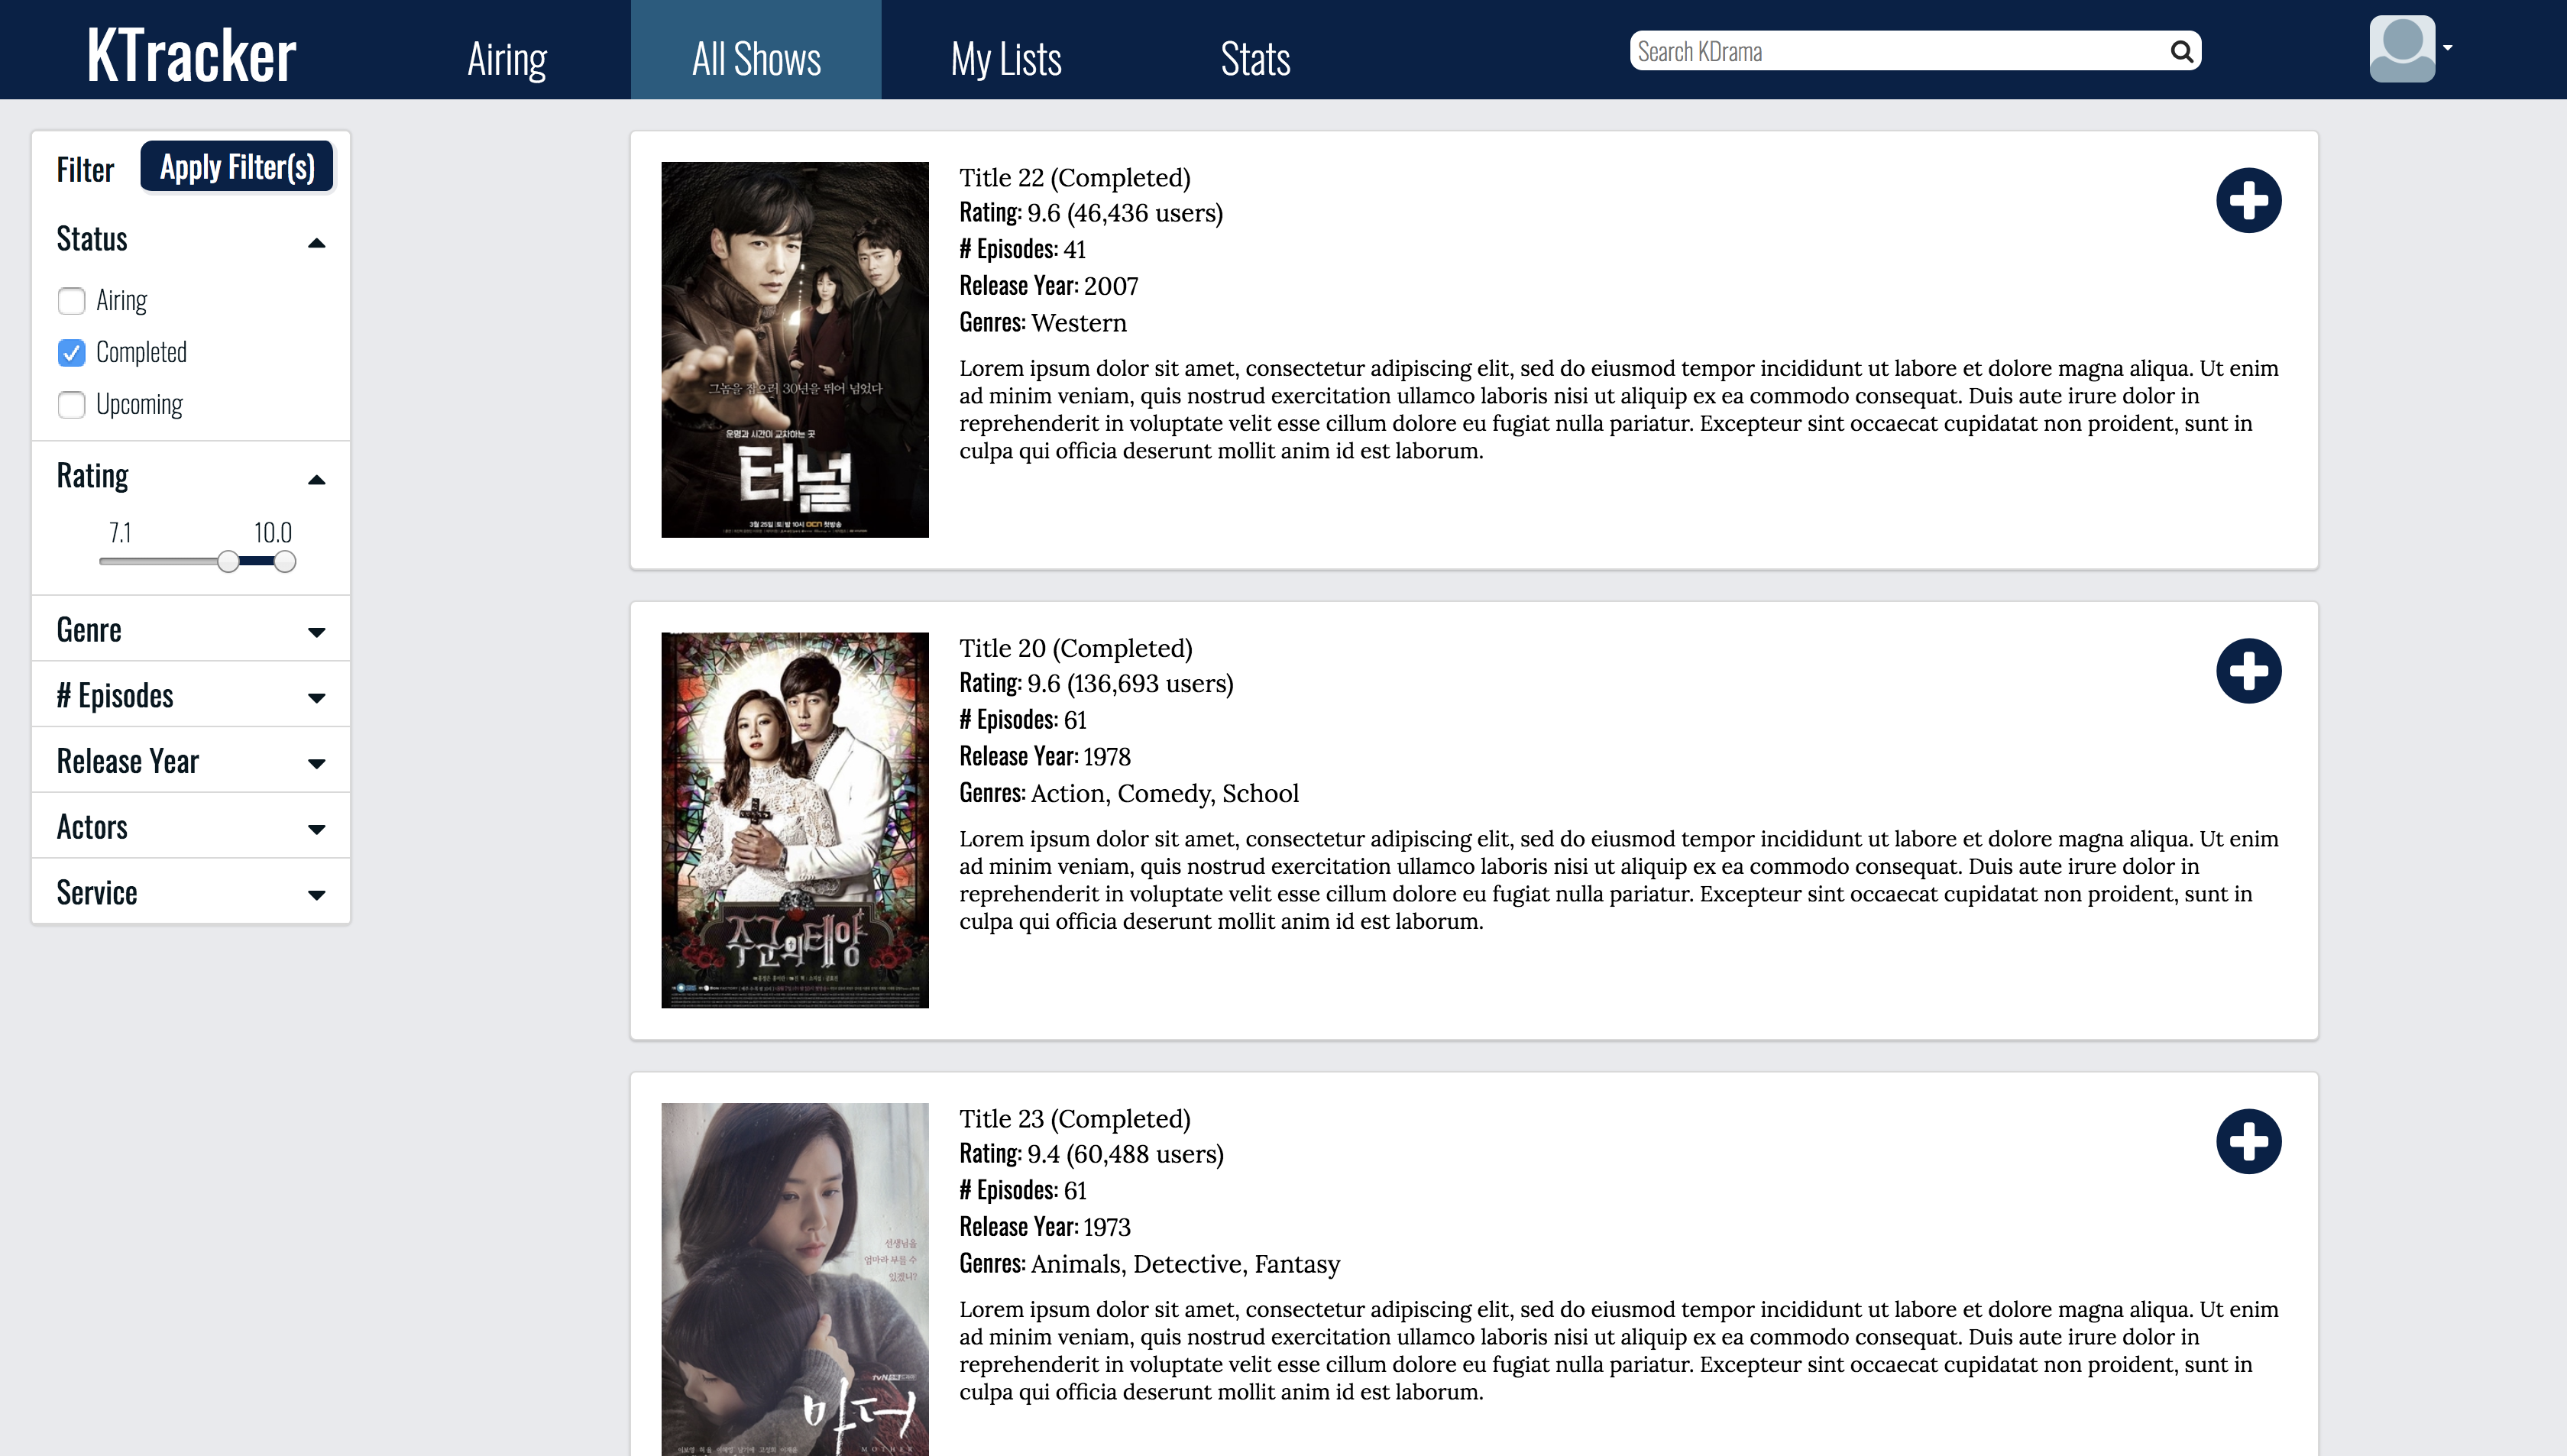 KTracker
Airing
All Shows
My Lists
Stats
Search KDrama
Filter
Apply Filter(s)
Status
Airing
Completed
Upcoming
Rating
7.1 10.0
Genre
# Episodes
Release Year
Actors
Service
그놈을 잡으러 30년을 뛰어 넘었다
운명과 시간이 교차하는 곳
터널
3월 25일 토 밤 10시 OCN 첫방송
Title 22 (Completed)
Rating: 9.6 (46,436 users)
# Episodes: 41
Release Year: 2007
Genres: Western
Lorem ipsum dolor sit amet, consectetur adipiscing elit, sed do eiusmod tempor incididunt ut labore et dolore magna aliqua. Ut enim
ad minim veniam, quis nostrud exercitation ullamco laboris nisi ut aliquip ex ea commodo consequat. Duis aute irure dolor in
reprehenderit in voluptate velit esse cillum dolore eu fugiat nulla pariatur. Excepteur sint occaecat cupidatat non proident, sunt in
culpa qui officia deserunt mollit anim id est laborum.
주군의태양
Title 20 (Completed)
Rating: 9.6 (136,693 users)
# Episodes: 61
Release Year: 1978
Genres: Action, Comedy, School
Lorem ipsum dolor sit amet, consectetur adipiscing elit, sed do eiusmod tempor incididunt ut labore et dolore magna aliqua. Ut enim
ad minim veniam, quis nostrud exercitation ullamco laboris nisi ut aliquip ex ea commodo consequat. Duis aute irure dolor in
reprehenderit in voluptate velit esse cillum dolore eu fugiat nulla pariatur. Excepteur sint occaecat cupidatat non proident, sunt in
culpa qui officia deserunt mollit anim id est laborum.
선생님을
엄마라 부를 수
있겠니?
tvN
마더
MOTHER
Title 23 (Completed)
Rating: 9.4 (60,488 users)
# Episodes: 61
Release Year: 1973
Genres: Animals, Detective, Fantasy
Lorem ipsum dolor sit amet, consectetur adipiscing elit, sed do eiusmod tempor incididunt ut labore et dolore magna aliqua. Ut enim
ad minim veniam, quis nostrud exercitation ullamco laboris nisi ut aliquip ex ea commodo consequat. Duis aute irure dolor in
reprehenderit in voluptate velit esse cillum dolore eu fugiat nulla pariatur. Excepteur sint occaecat cupidatat non proident, sunt in
culpa qui officia deserunt mollit anim id est laborum.